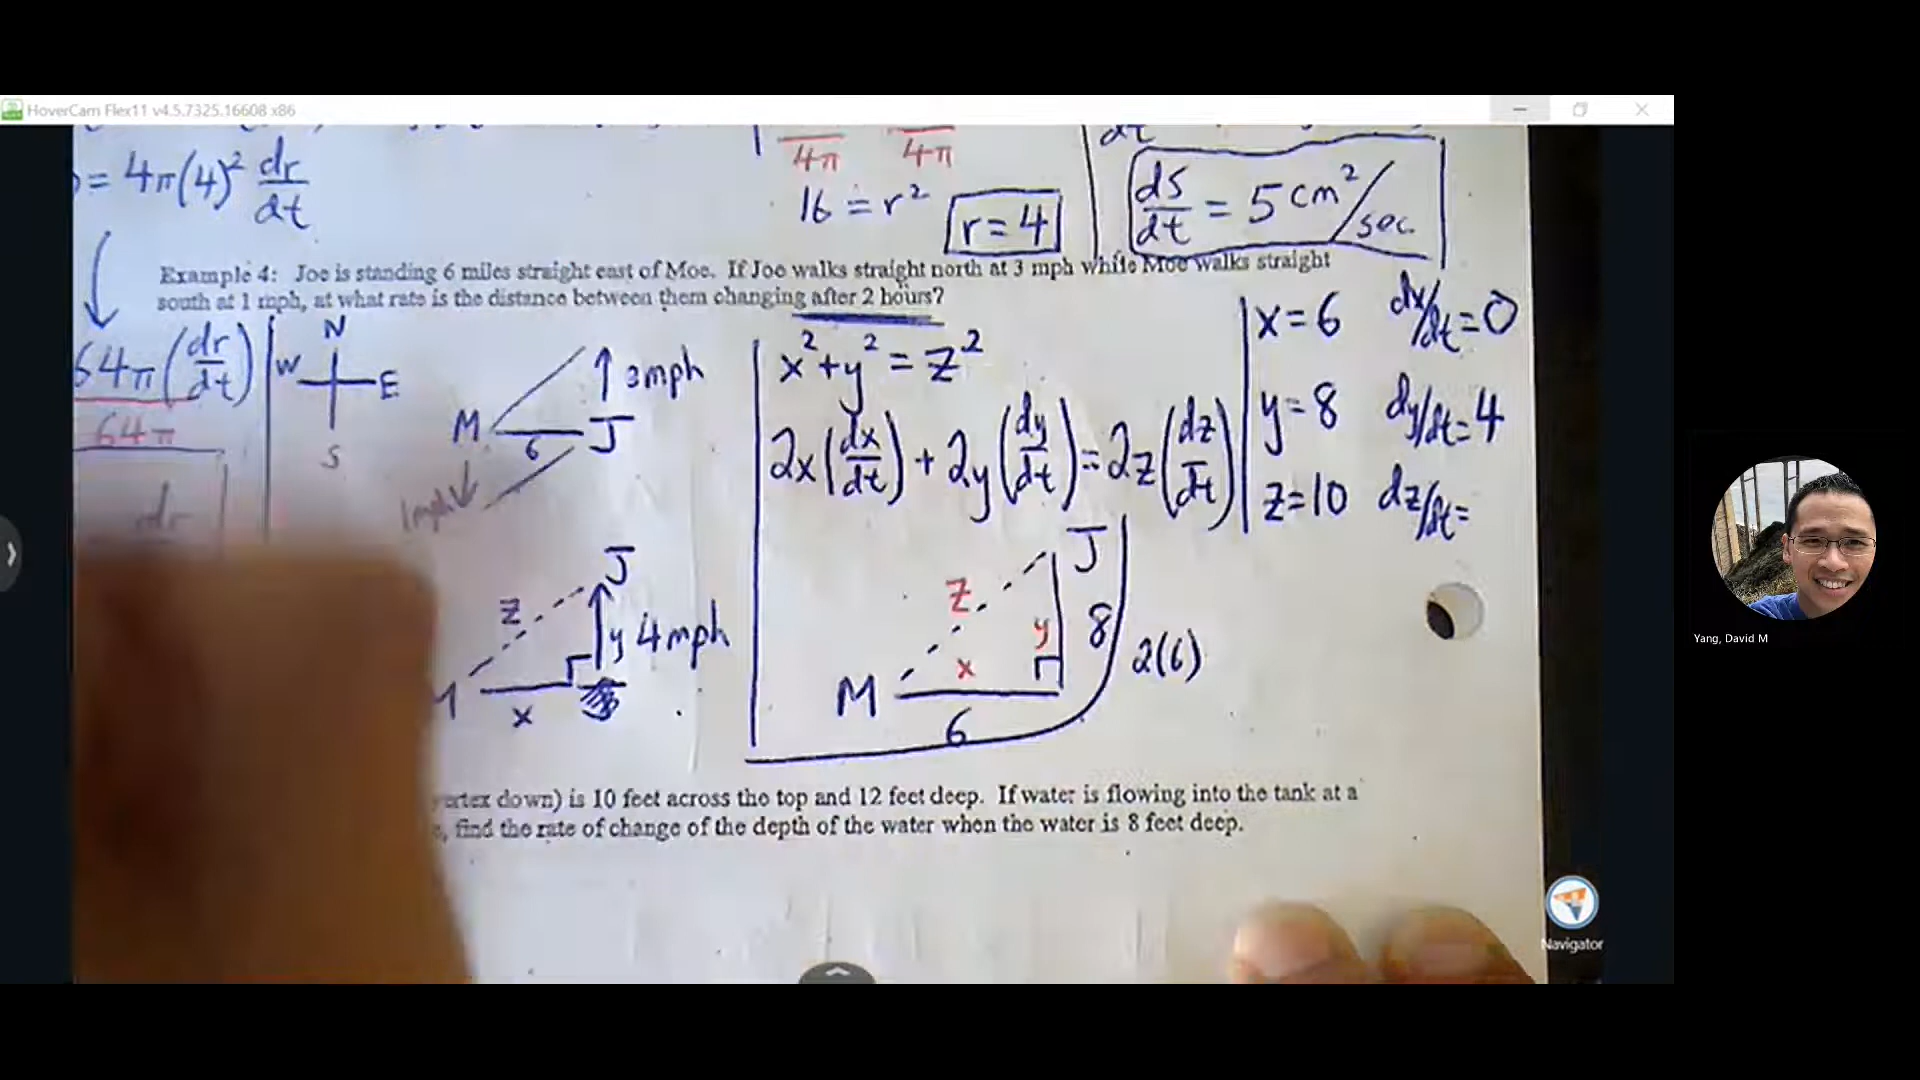 HoverCam Flex11 v4.5.7325.16608 x86
= 4π(4)² dr/dt
4π 4π
16 = r²
r = 4
dt
ds/dt = 5 cm²/sec.
Example 4: Joe is standing 6 miles straight east of Moe. If Joe walks straight north at 3 mph while Moe walks straight
south at 1 mph, at what rate is the distance between them changing after 2 hours?
64π (dr/dt)
64π
dr
N
W E
S
M 6 J
3mph
1mph
x² + y² = z²
2x (dx/dt) + 2y (dy/dt) = 2z (dz/dt)
x = 6 dx/dt = 0
y = 8 dy/dt = 4
z = 10 dz/dt =
J
z
y 4mph
x
J
z
y 8
x
M
6
2(6)
vertex down) is 10 feet across the top and 12 feet deep. If water is flowing into the tank at a
, find the rate of change of the depth of the water when the water is 8 feet deep.
Navigator
Yang, David M